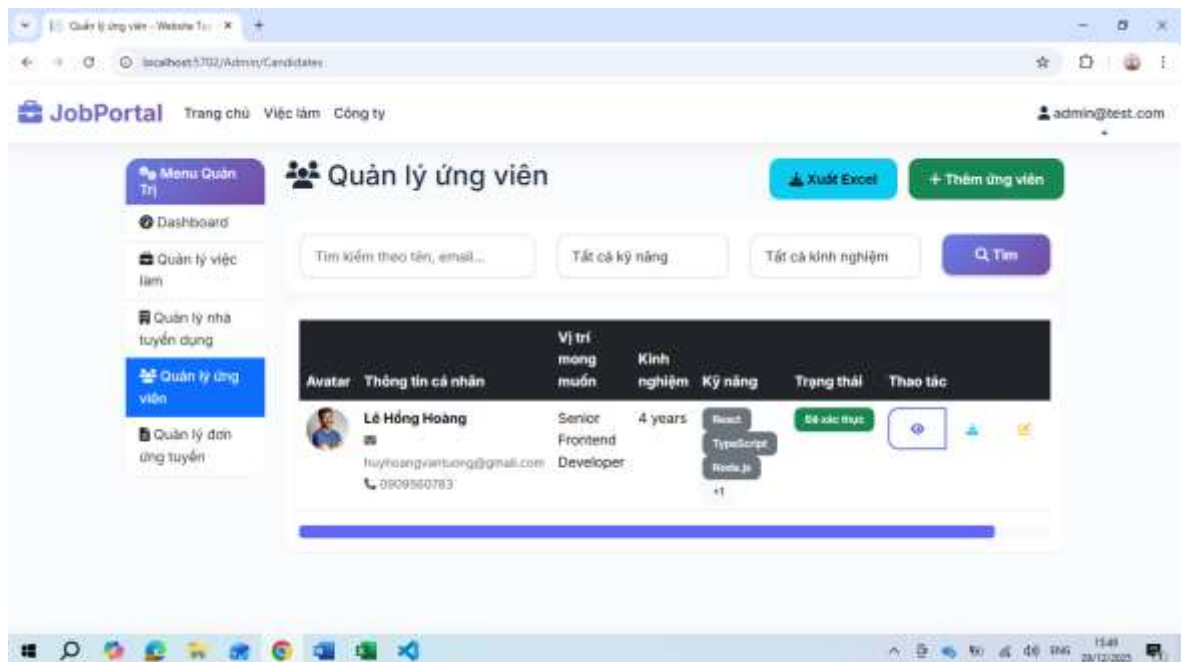 Quản lý ứng viên - Website
localhost:5702/Admin/Candidates
JobPortal Trang chủ Việc làm Công ty admin@test.com
Menu Quản Trị
Dashboard
Quản lý việc làm
Quản lý nhà tuyển dụng
Quản lý ứng viên
Quản lý đơn ứng tuyển
Quản lý ứng viên
Xuất Excel
+ Thêm ứng viên
Tìm kiếm theo tên, email...
Tất cả kỹ năng
Tất cả kinh nghiệm
Tìm
Avatar Thông tin cá nhân Vị trí mong muốn Kinh nghiệm Kỹ năng Trạng thái Thao tác
Lê Hồng Hoàng
huyhoangvantuong@gmail.com
0909560783
Senior Frontend Developer
4 years
React
TypeScript
Node.js
+1
Đã xác thực
ENG
15:49